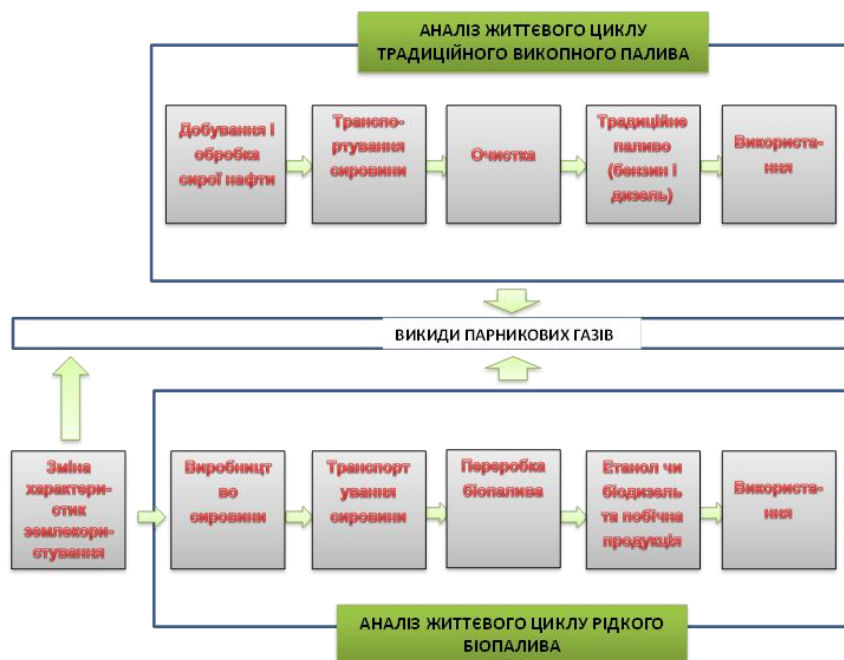 АНАЛІЗ ЖИТТЄВОГО ЦИКЛУ
ТРАДИЦІЙНОГО ВИКОПНОГО ПАЛИВА
Добування і
обробка
сирої нафти
Транспо-
ртування
сировини
Очистка
Традиційне
паливо
(бензин і
дизель)
Використа-
ння
ВИКИДИ ПАРНИКОВИХ ГАЗІВ
Зміна
характери-
стик
землекори-
стування
Виробницт
во
сировини
Транспорт
ування
сировини
Переробка
біопалива
Етанол чи
біодизель
та побічна
продукція
Використа-
ння
АНАЛІЗ ЖИТТЄВОГО ЦИКЛУ РІДКОГО
БІОПАЛИВА